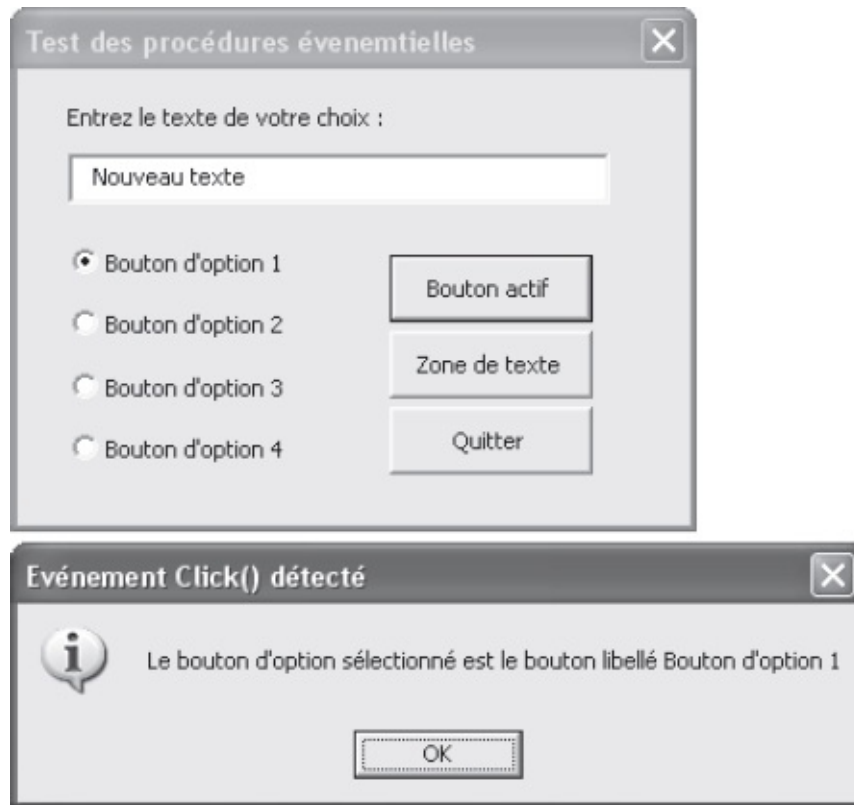 Test des procédures évenemtielles
Entrez le texte de votre choix :
Nouveau texte
Bouton d'option 1
Bouton d'option 2
Bouton d'option 3
Bouton d'option 4
Bouton actif
Zone de texte
Quitter
Evénement Click() détecté
Le bouton d'option sélectionné est le bouton libellé Bouton d'option 1
OK